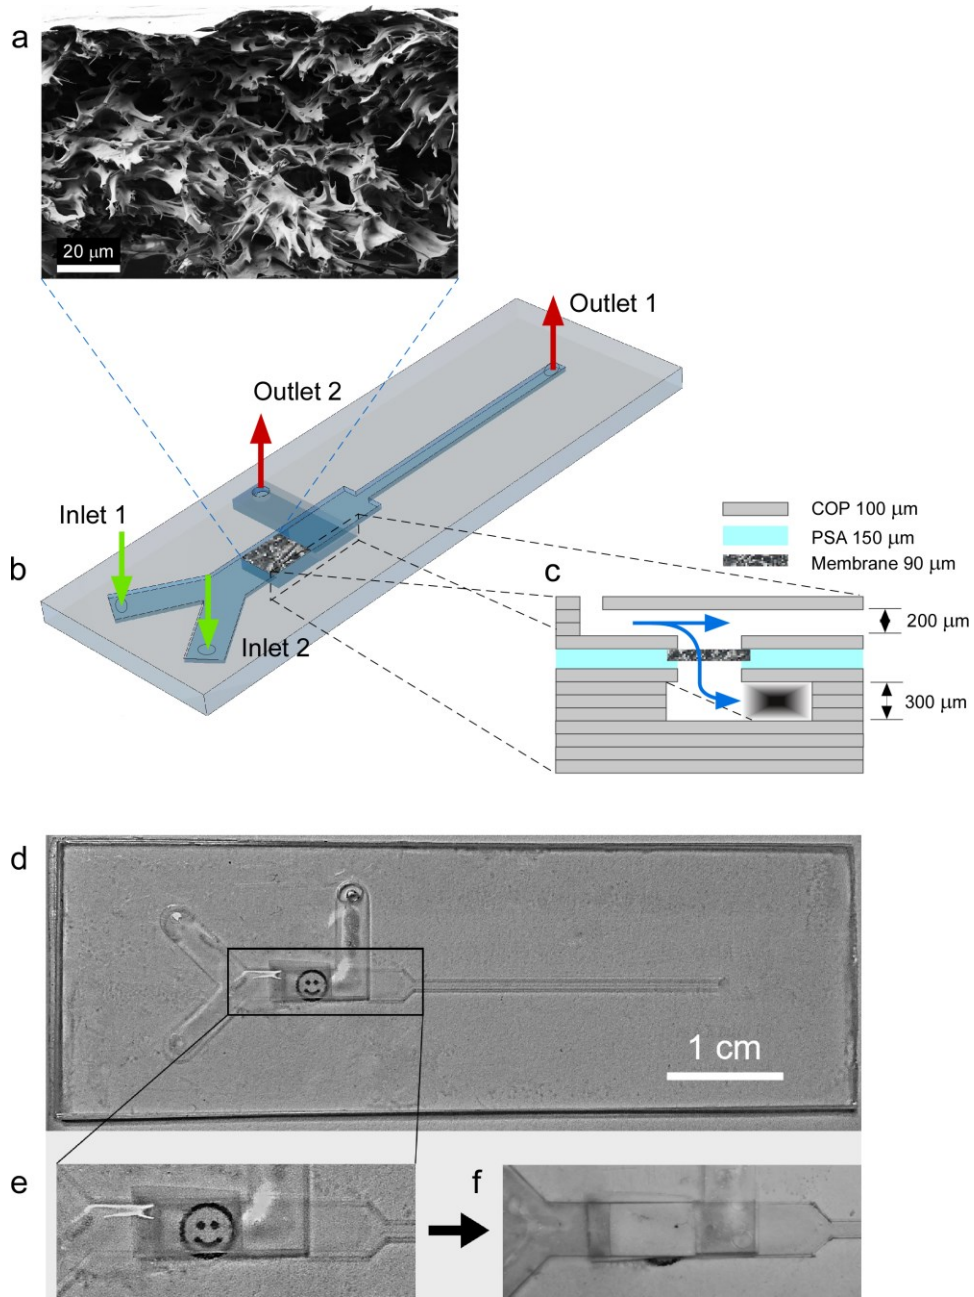 a
20 μm
Outlet 1
Outlet 2
Inlet 1
b
Inlet 2
COP 100 μm
PSA 150 μm
Membrane 90 μm
c
200 μm
300 μm
d
1 cm
e
f